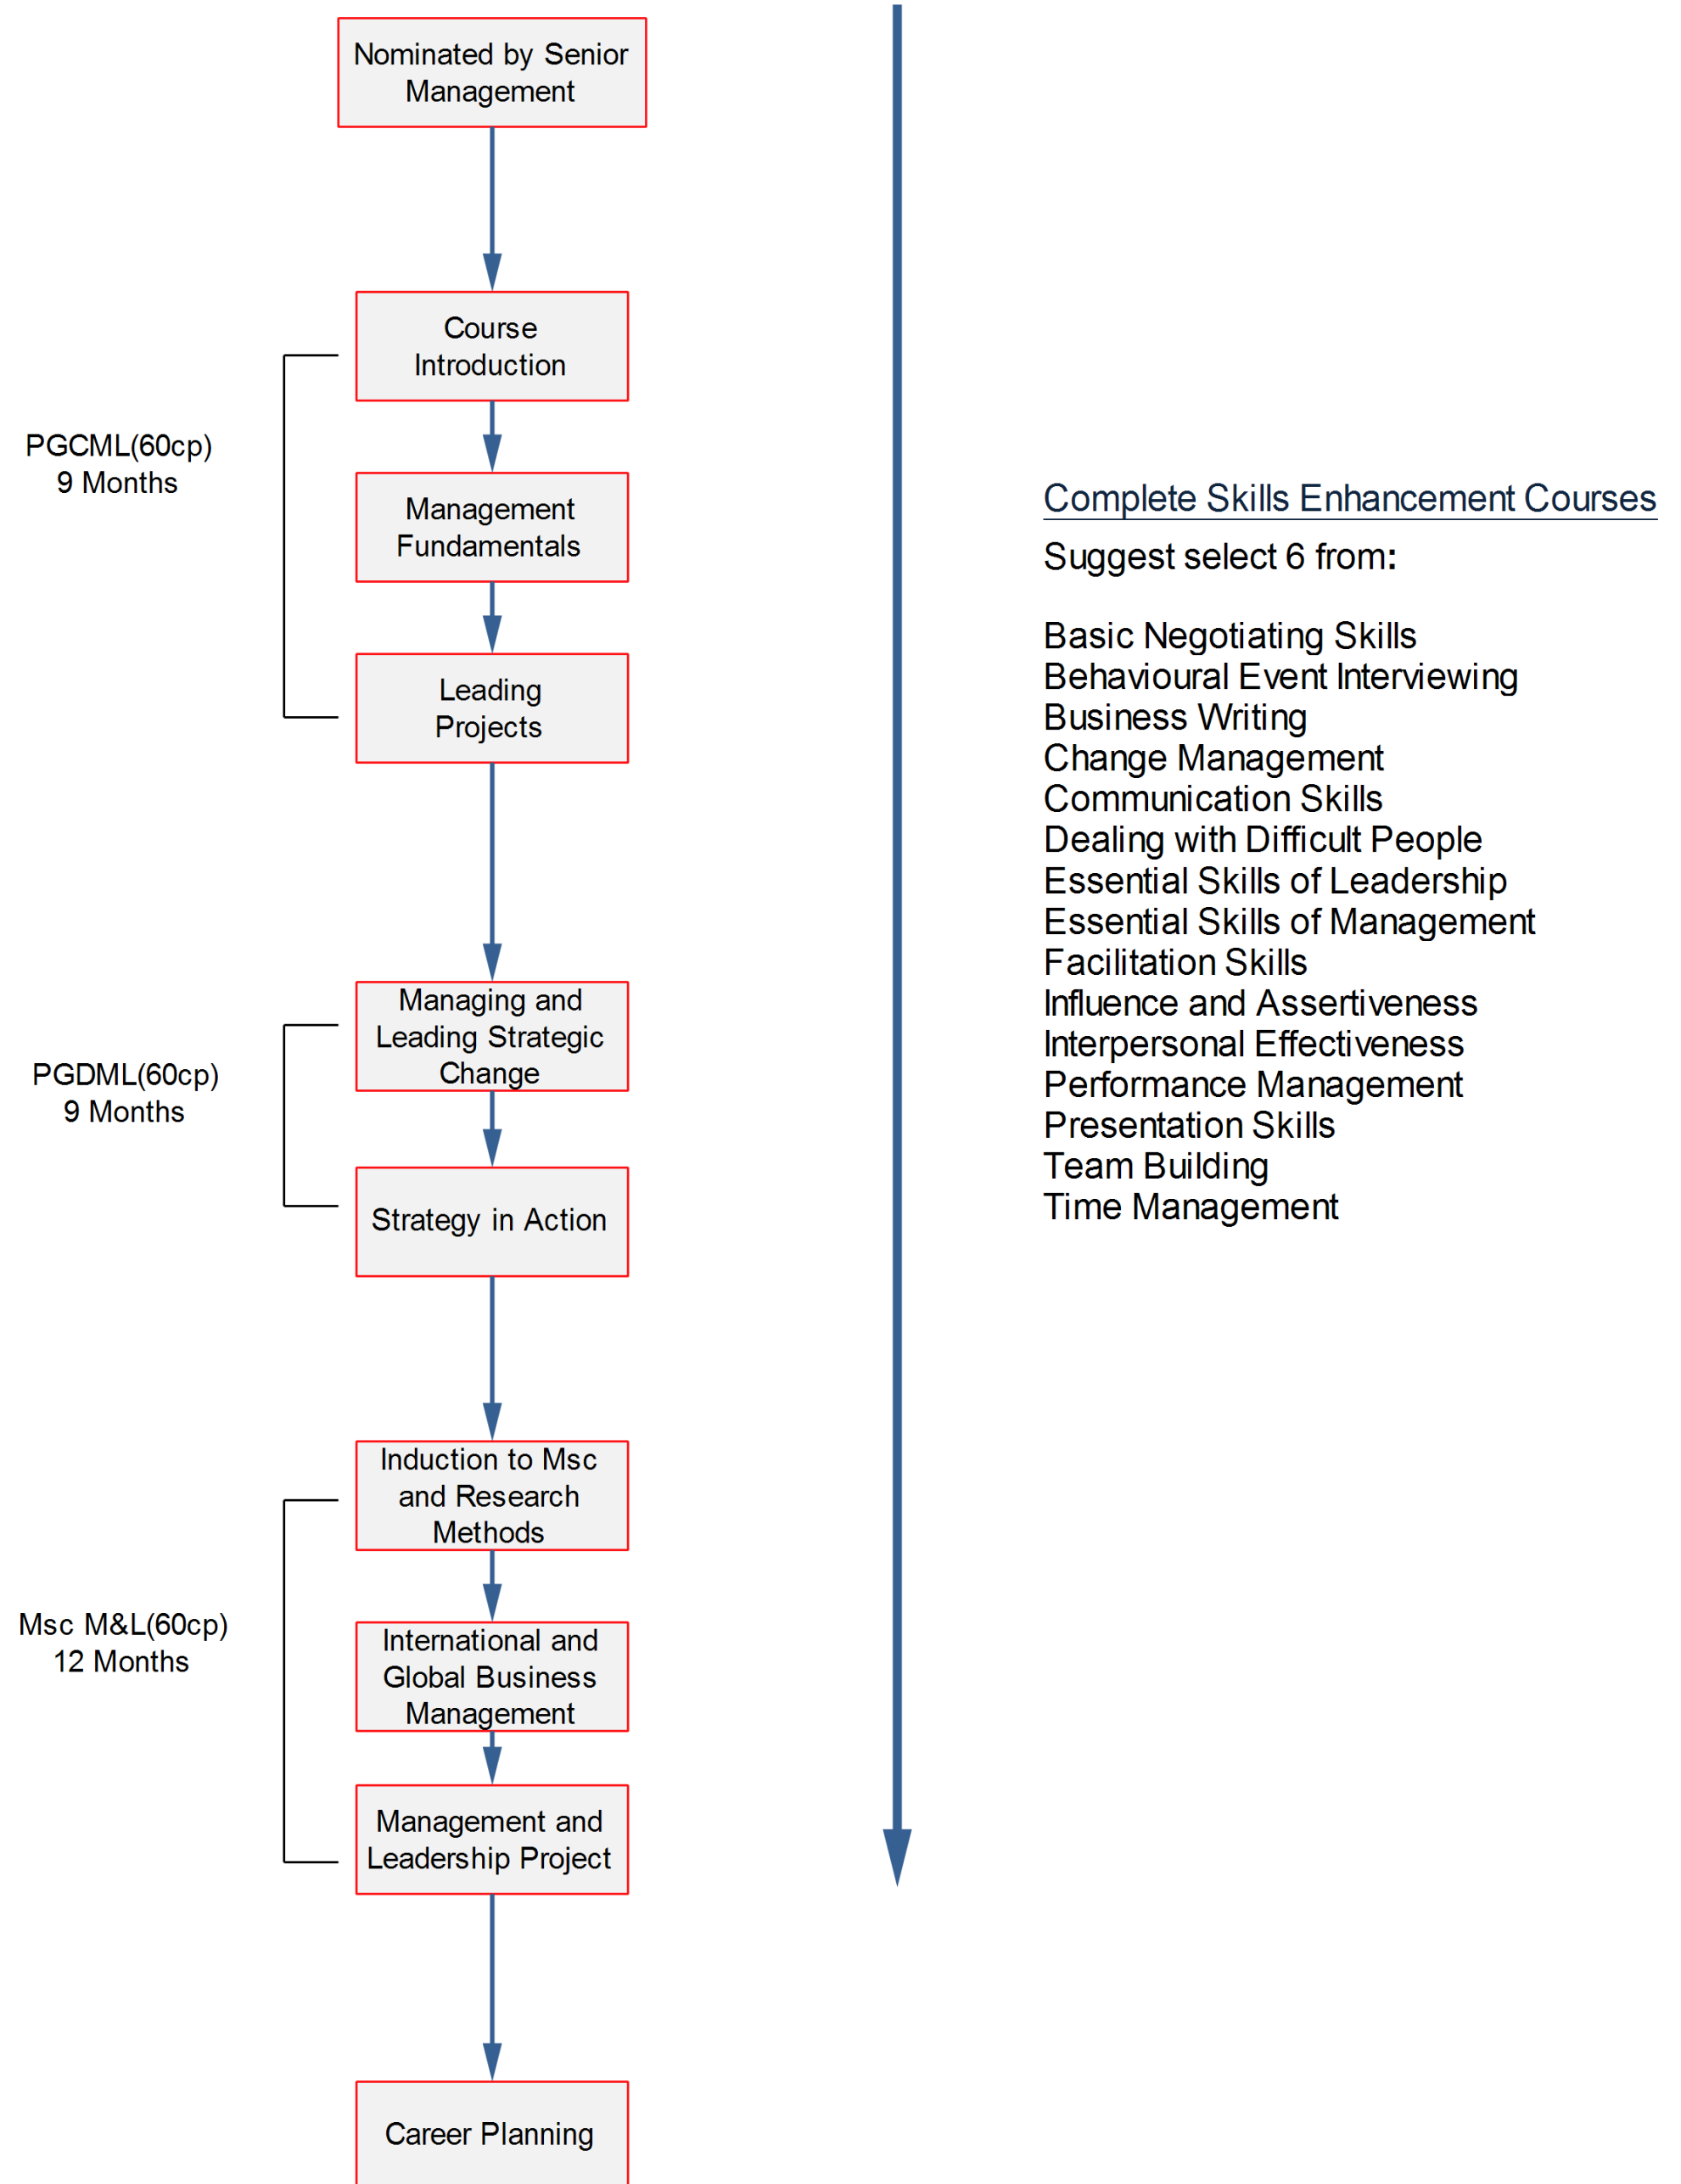 Nominated by Senior
Management
Course
Introduction
PGCML(60cp)
9 Months
Management
Fundamentals
Leading
Projects
Managing and
Leading Strategic
Change
PGDML(60cp)
9 Months
Strategy in Action
Induction to Msc
and Research
Methods
Msc M&L(60cp)
12 Months
International and
Global Business
Management
Management and
Leadership Project
Career Planning
Complete Skills Enhancement Courses
Suggest select 6 from:
Basic Negotiating Skills
Behavioural Event Interviewing
Business Writing
Change Management
Communication Skills
Dealing with Difficult People
Essential Skills of Leadership
Essential Skills of Management
Facilitation Skills
Influence and Assertiveness
Interpersonal Effectiveness
Performance Management
Presentation Skills
Team Building
Time Management